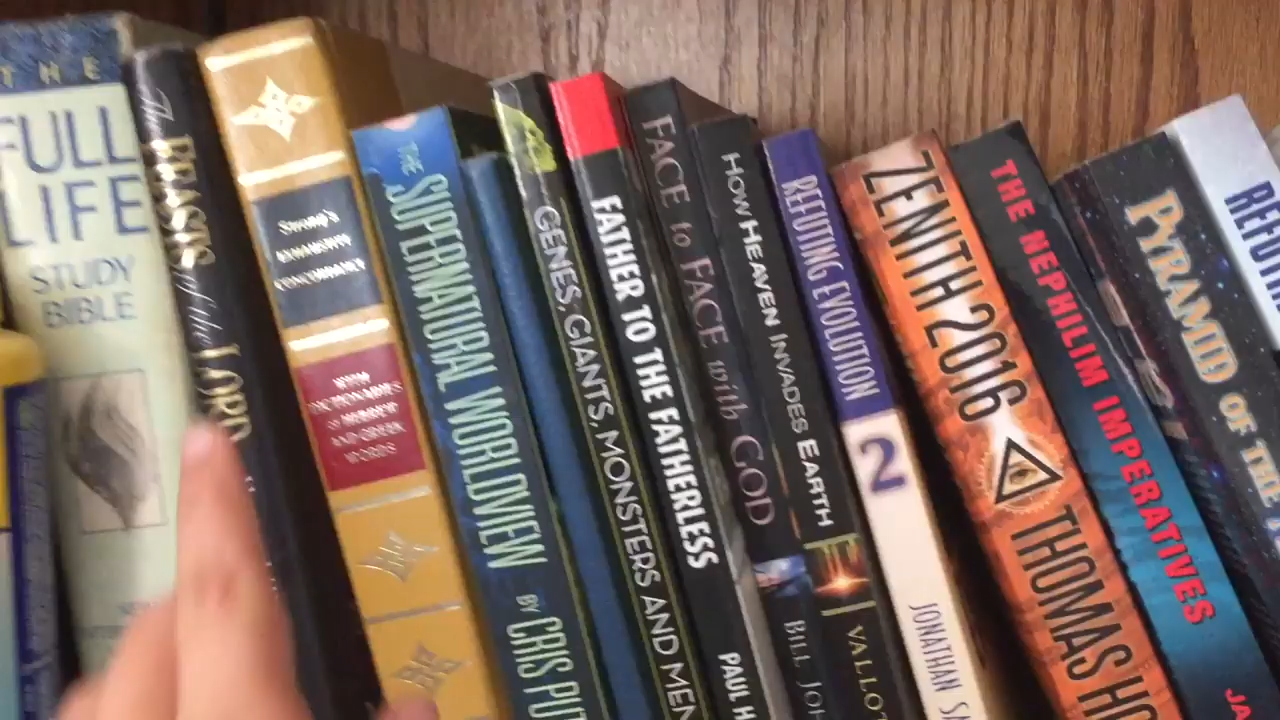 THE
FULL
LIFE
STUDY
BIBLE
The FEASTS of the LORD
Strong's
EXHAUSTIVE
CONCORDANCE
WITH
DICTIONARIES
of HEBREW
AND GREEK
WORDS
THE SUPERNATURAL WORLDVIEW
BY CRIS PUT
GENES, GIANTS, MONSTERS AND MEN
FATHER TO THE FATHERLESS
PAUL H
FACE to FACE with GOD
BILL JOH
HOW HEAVEN INVADES EARTH
VALLOT
REFUTING EVOLUTION
2
JONATHAN SA
ZENITH 2016
THOMAS HO
THE NEPHILIM IMPERATIVES
JA
PYRAMID OF THE
REFUTIN